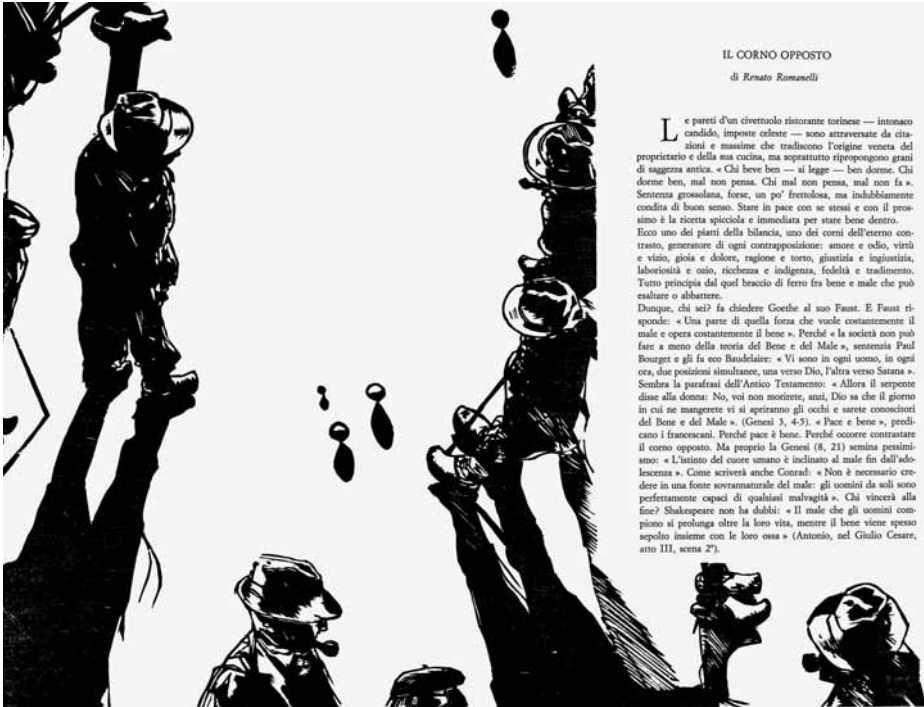 IL CORNO OPPOSTO
di Renato Romanelli
Le pareti d'un civettuolo ristorante torinese — intonaco
candido, imposte celeste — sono attraversate da cita-
zioni e massime che tradiscono l'origine veneta del
proprietario e della sua cucina, ma soprattutto ripropongono grani
di saggezza antica. « Chi beve ben — si legge — ben dorme. Chi
dorme ben, mal non pensa. Chi mal non pensa, mal non fa ».
Sentenza grossolana, forse, un po' frettolosa, ma indubbiamente
condita di buon senso. Stare in pace con se stessi e con il pros-
simo è la ricetta spicciola e immediata per stare bene dentro.
Ecco uno dei piatti della bilancia, uno dei corni dell'eterno con-
trasto, generatore di ogni contrapposizione: amore e odio, virtù
e vizio, gioia e dolore, ragione e torto, giustizia e ingiustizia,
laboriosità e ozio, ricchezza e indigenza, fedeltà e tradimento.
Tutto principia dal quel braccio di ferro fra bene e male che può
esaltare o abbattere.
Dunque, chi sei? fa chiedere Goethe al suo Faust. E Faust ri-
sponde: « Una parte di quella forza che vuole costantemente il
male e opera costantemente il bene ». Perché « la società non può
fare a meno della teoria del Bene e del Male », sentenzia Paul
Bourget e gli fa eco Baudelaire: « Vi sono in ogni uomo, in ogni
ora, due posizioni simultanee, una verso Dio, l'altra verso Satana ».
Sembra la parafrasi dell'Antico Testamento: « Allora il serpente
disse alla donna: No, voi non morirete, anzi, Dio sa che il giorno
in cui ne mangerete vi si apriranno gli occhi e sarete conoscitori
del Bene e del Male ». (Genesi 3, 4-5). « Pace e bene », predi-
cano i francescani. Perché pace è bene. Perché occorre contrastare
il corno opposto. Ma proprio la Genesi (8, 21) semina pessimi-
smo: « L'istinto del cuore umano è inclinato al male fin dall'ado-
lescenza ». Come scriverà anche Conrad: « Non è necessario cre-
dere in una fonte sovrannaturale del male: gli uomini da soli sono
perfettamente capaci di qualsiasi malvagità ». Chi vincerà alla
fine? Shakespeare non ha dubbi: « Il male che gli uomini com-
piono si prolunga oltre la loro vita, mentre il bene viene spesso
sepolto insieme con le loro ossa » (Antonio, nel Giulio Cesare,
atto III, scena 2ª).